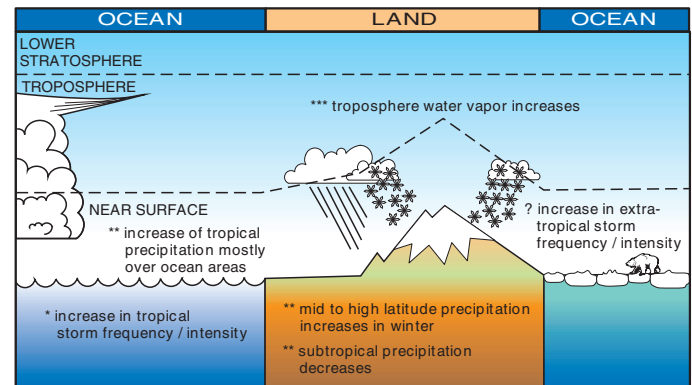 OCEAN LAND OCEAN
LOWER
STRATOSPHERE
TROPOSPHERE
*** troposphere water vapor increases
NEAR SURFACE
** increase of tropical
precipitation mostly
over ocean areas
? increase in extra-
tropical storm
frequency / intensity
* increase in tropical
storm frequency / intensity
** mid to high latitude precipitation
increases in winter
** subtropical precipitation
decreases